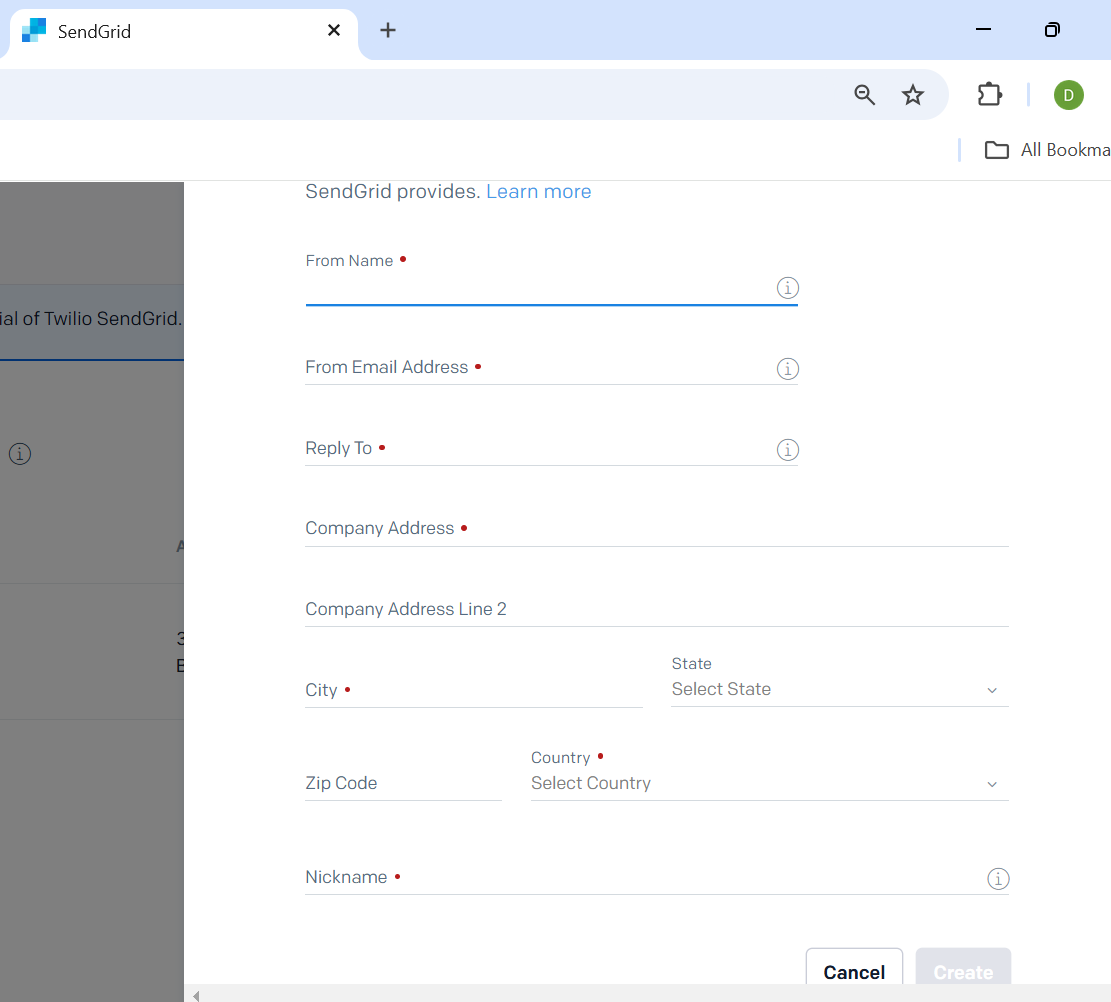 SendGrid
D
All Bookma
SendGrid provides. Learn more
From Name •
ial of Twilio SendGrid.
From Email Address •
Reply To •
Company Address •
A
Company Address Line 2
3
E
State
City •
Select State
Country •
Zip Code
Select Country
Nickname •
Cancel
Create